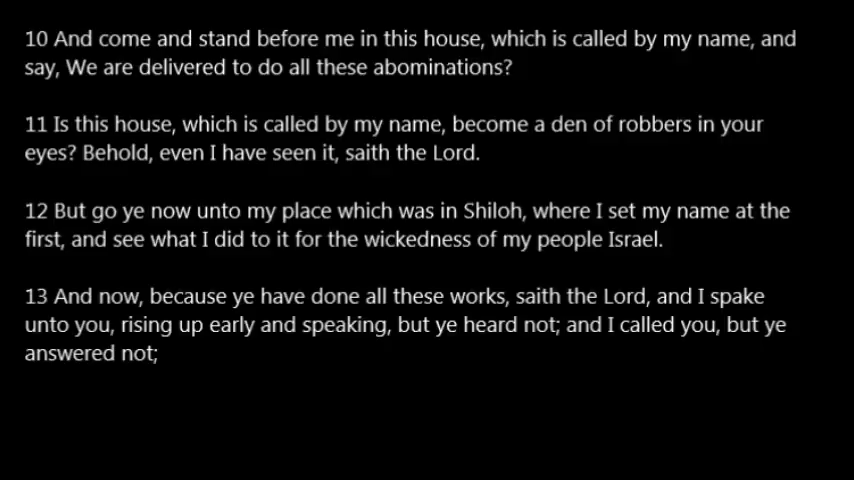 10 And come and stand before me in this house, which is called by my name, and
say, We are delivered to do all these abominations?
11 Is this house, which is called by my name, become a den of robbers in your
eyes? Behold, even I have seen it, saith the Lord.
12 But go ye now unto my place which was in Shiloh, where I set my name at the
first, and see what I did to it for the wickedness of my people Israel.
13 And now, because ye have done all these works, saith the Lord, and I spake
unto you, rising up early and speaking, but ye heard not; and I called you, but ye
answered not;